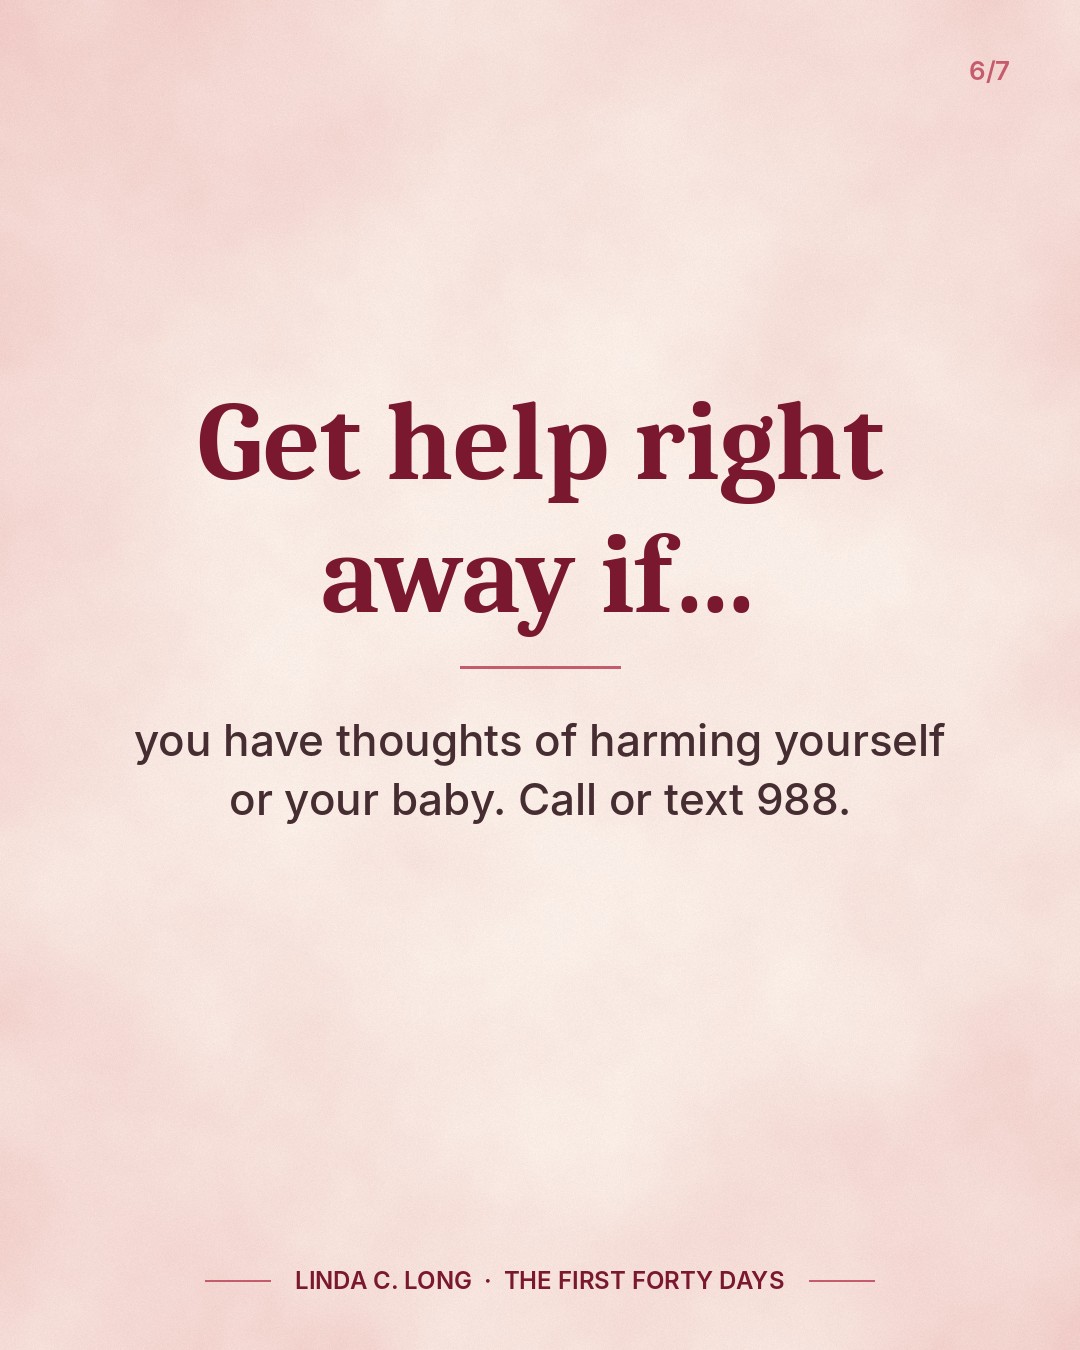 6/7
Get help right
away if...
you have thoughts of harming yourself
or your baby. Call or text 988.
LINDA C. LONG · THE FIRST FORTY DAYS